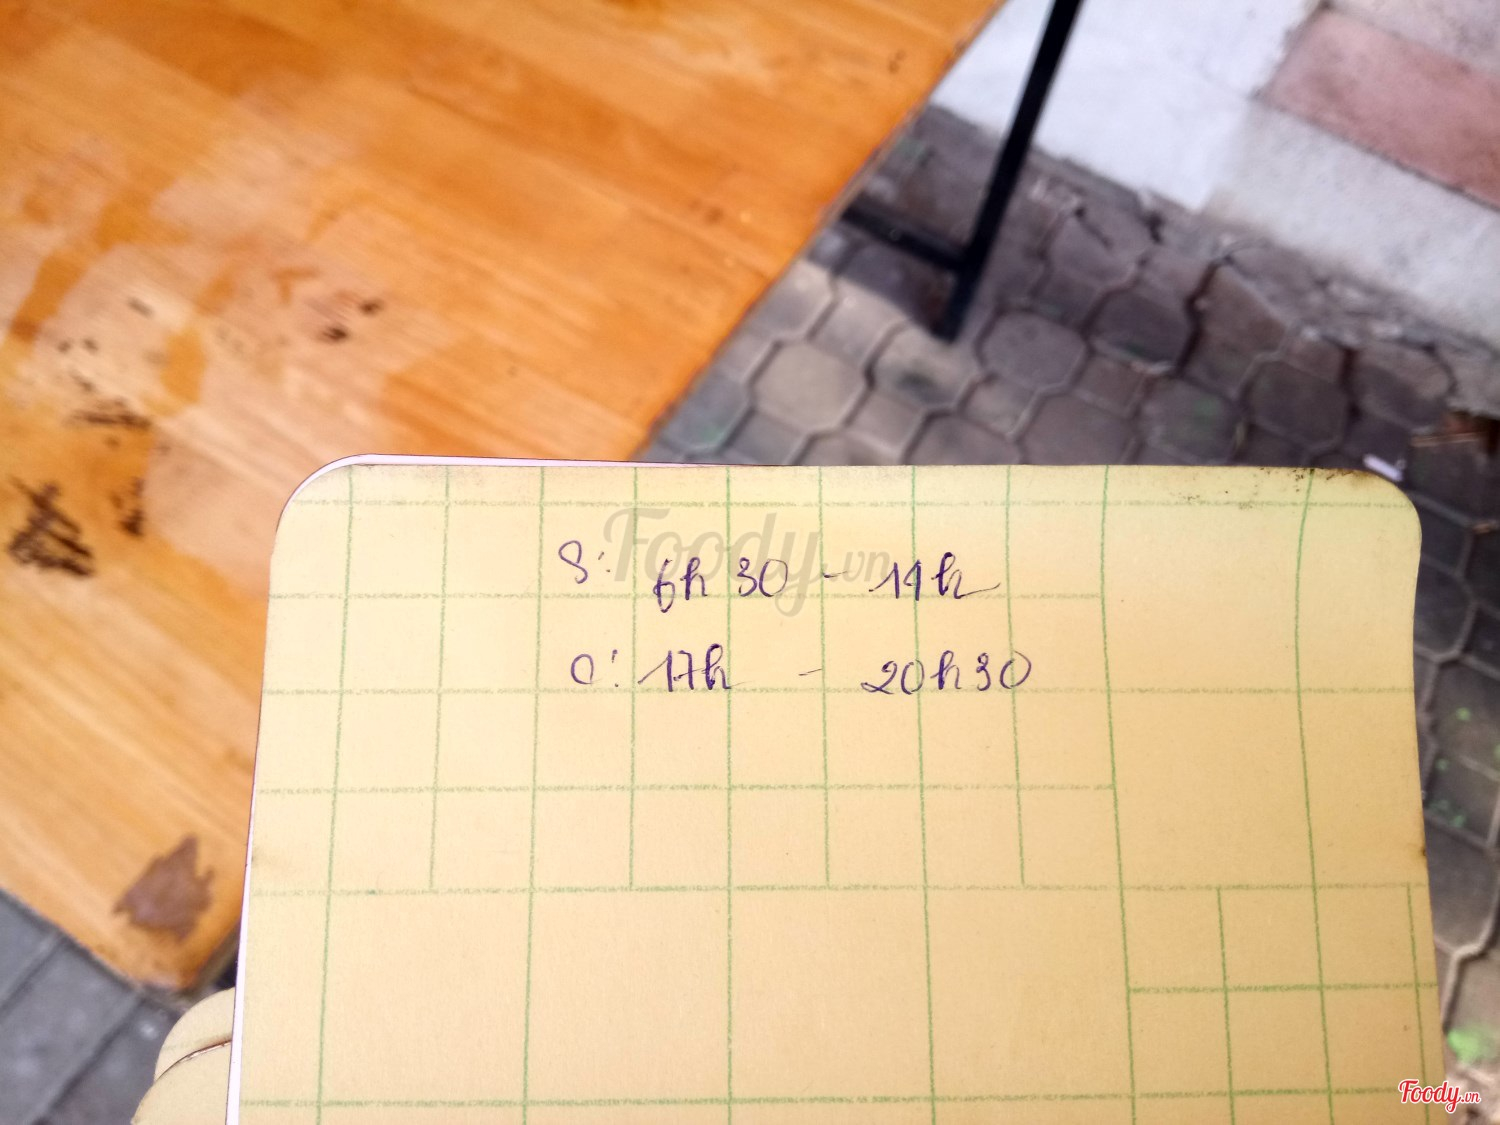 Foody.vn
S: 6h30 - 14h
C: 17h - 20h30
Foody.vn